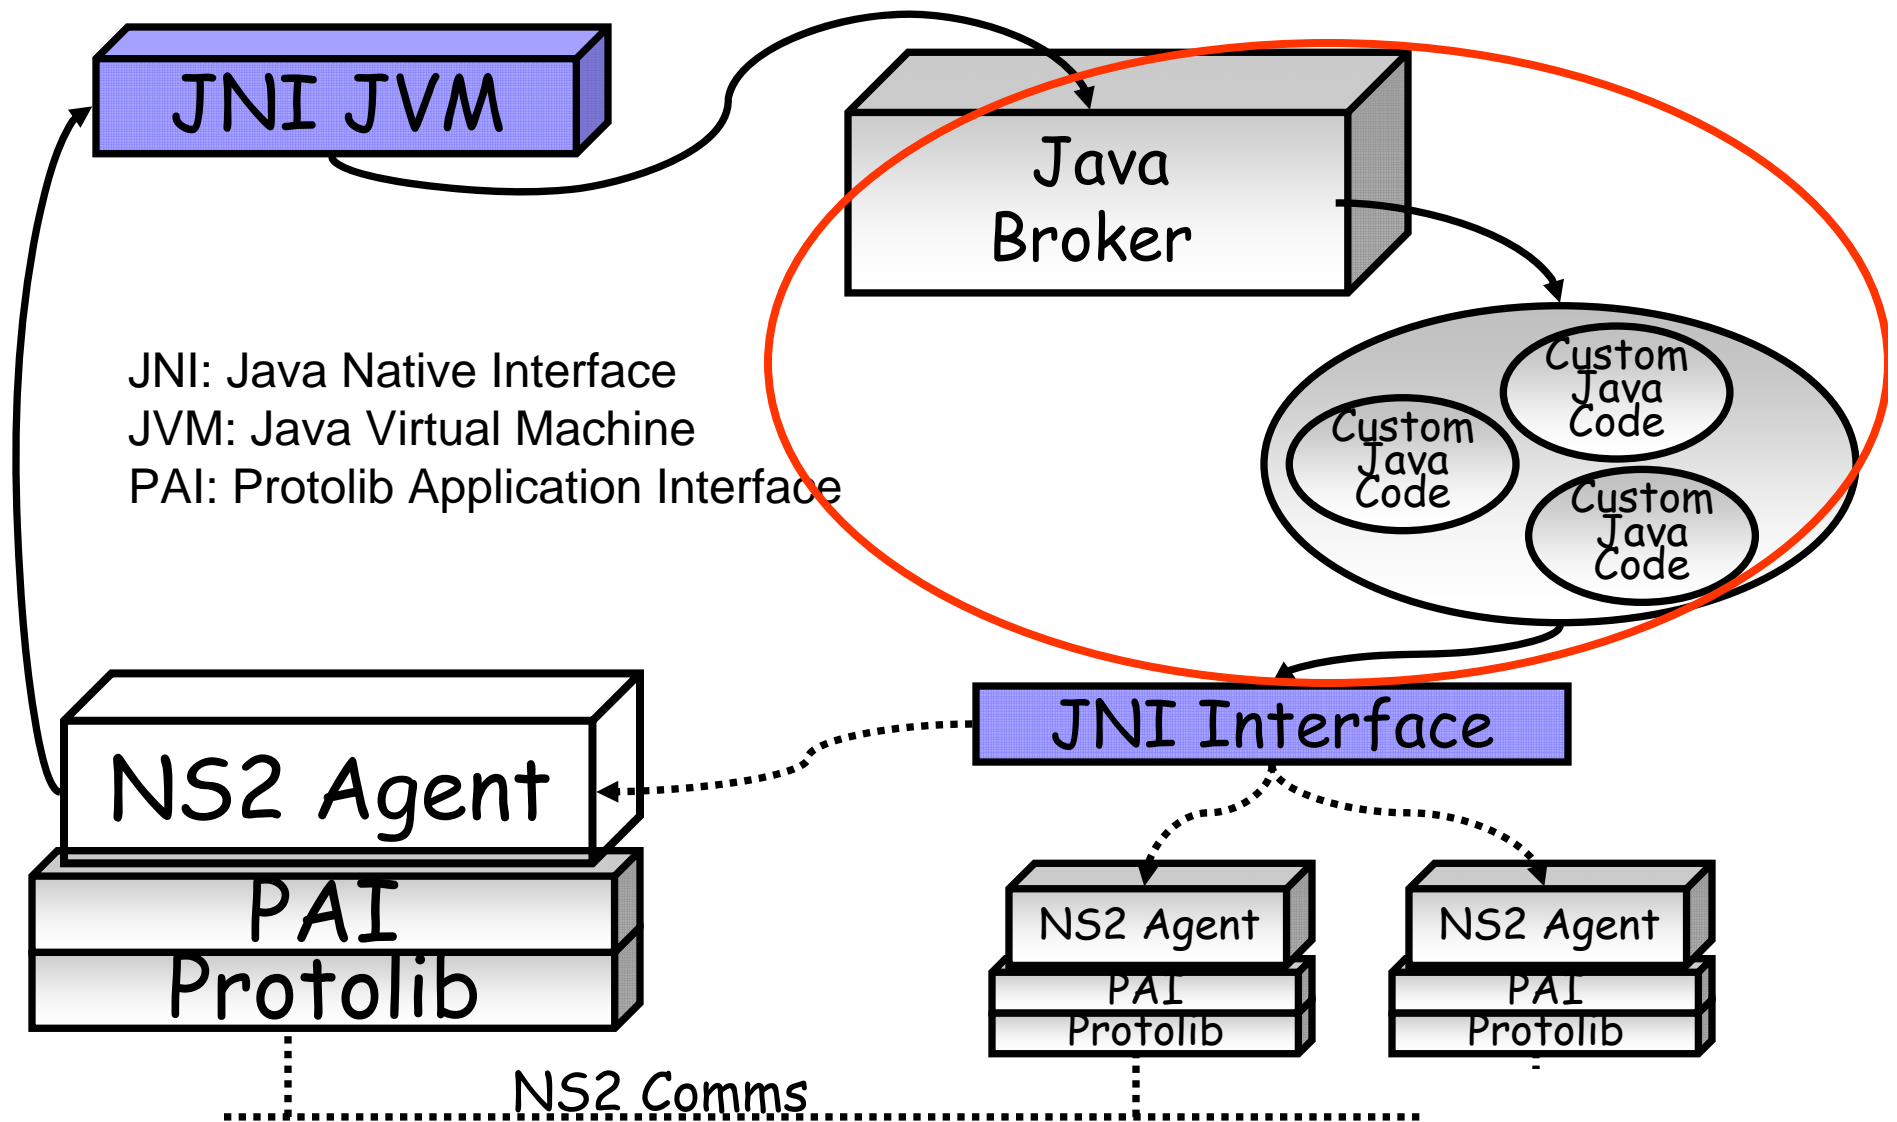 JNI JVM
Java
Broker
JNI: Java Native Interface
JVM: Java Virtual Machine
PAI: Protolib Application Interface
Custom
Java
Code
Custom
Java
Code
Custom
Java
Code
JNI Interface
NS2 Agent
PAI
Protolib
NS2 Agent
PAI
Protolib
NS2 Agent
PAI
Protolib
NS2 Comms